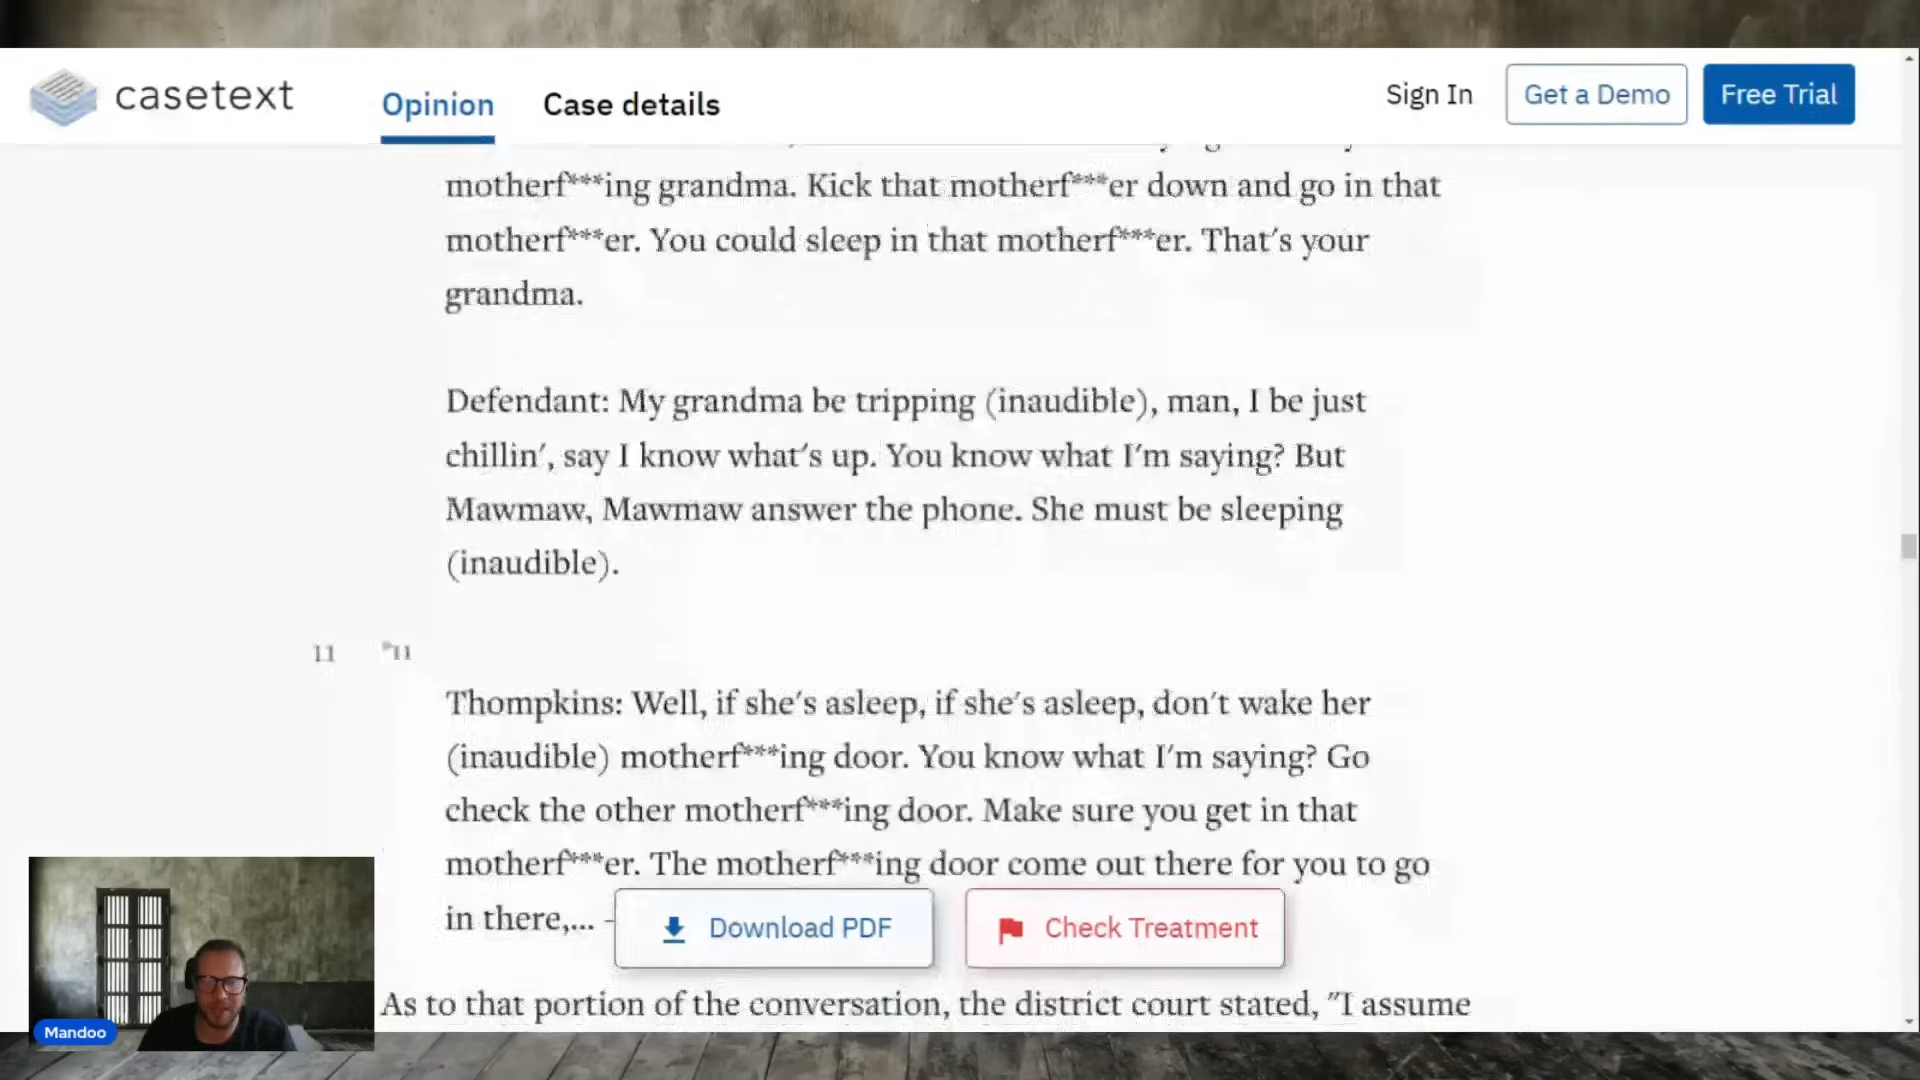 casetext
Opinion
Case details
Sign In
Get a Demo
Free Trial
motherf***ing grandma. Kick that motherf***er down and go in that
motherf***er. You could sleep in that motherf***er. That's your
grandma.
Defendant: My grandma be tripping (inaudible), man, I be just
chillin', say I know what's up. You know what I'm saying? But
Mawmaw, Mawmaw answer the phone. She must be sleeping
(inaudible).
11 *11
Thompkins: Well, if she's asleep, if she's asleep, don't wake her
(inaudible) motherf***ing door. You know what I'm saying? Go
check the other motherf***ing door. Make sure you get in that
motherf***er. The motherf***ing door come out there for you to go
in there,... -
Download PDF
Check Treatment
As to that portion of the conversation, the district court stated, "I assume
Mandoo